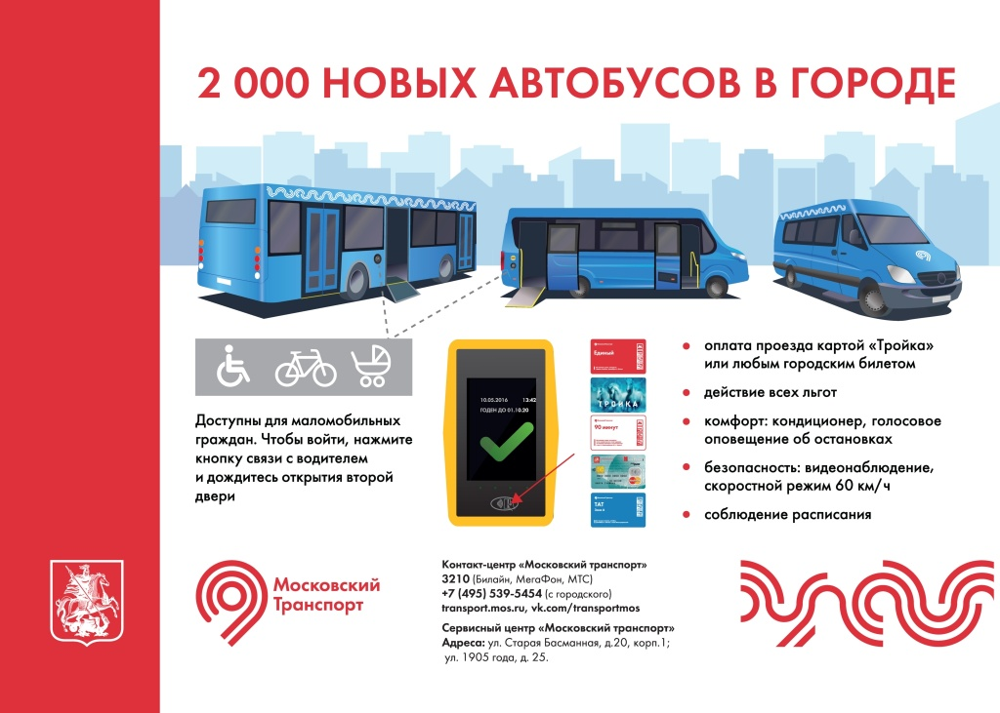 2 000 НОВЫХ АВТОБУСОВ В ГОРОДЕ
Доступны для маломобильных
граждан. Чтобы войти, нажмите
кнопку связи с водителем
и дождитесь открытия второй
двери
10.05.2016 13:42
ГОДЕН ДО 01.10.20
Единый
ТРОЙКА
90 минут
ТАТ
оплата проезда картой «Тройка»
или любым городским билетом
действие всех льгот
комфорт: кондиционер, голосовое
оповещение об остановках
безопасность: видеонаблюдение,
скоростной режим 60 км/ч
соблюдение расписания
Московский
Транспорт
Контакт-центр «Московский транспорт»
3210 (Билайн, МегаФон, МТС)
+7 (495) 539-5454 (с городского)
transport.mos.ru, vk.com/transportmos
Сервисный центр «Московский транспорт»
Адреса: ул. Старая Басманная, д.20, корп.1;
ул. 1905 года, д. 25.